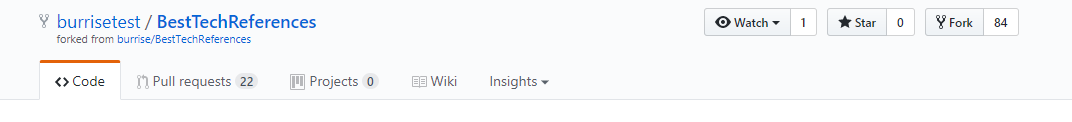 burrisetest / BestTechReferences Watch 1 Star 0 Fork 84
forked from burrise/BestTechReferences
Code Pull requests 22 Projects 0 Wiki Insights